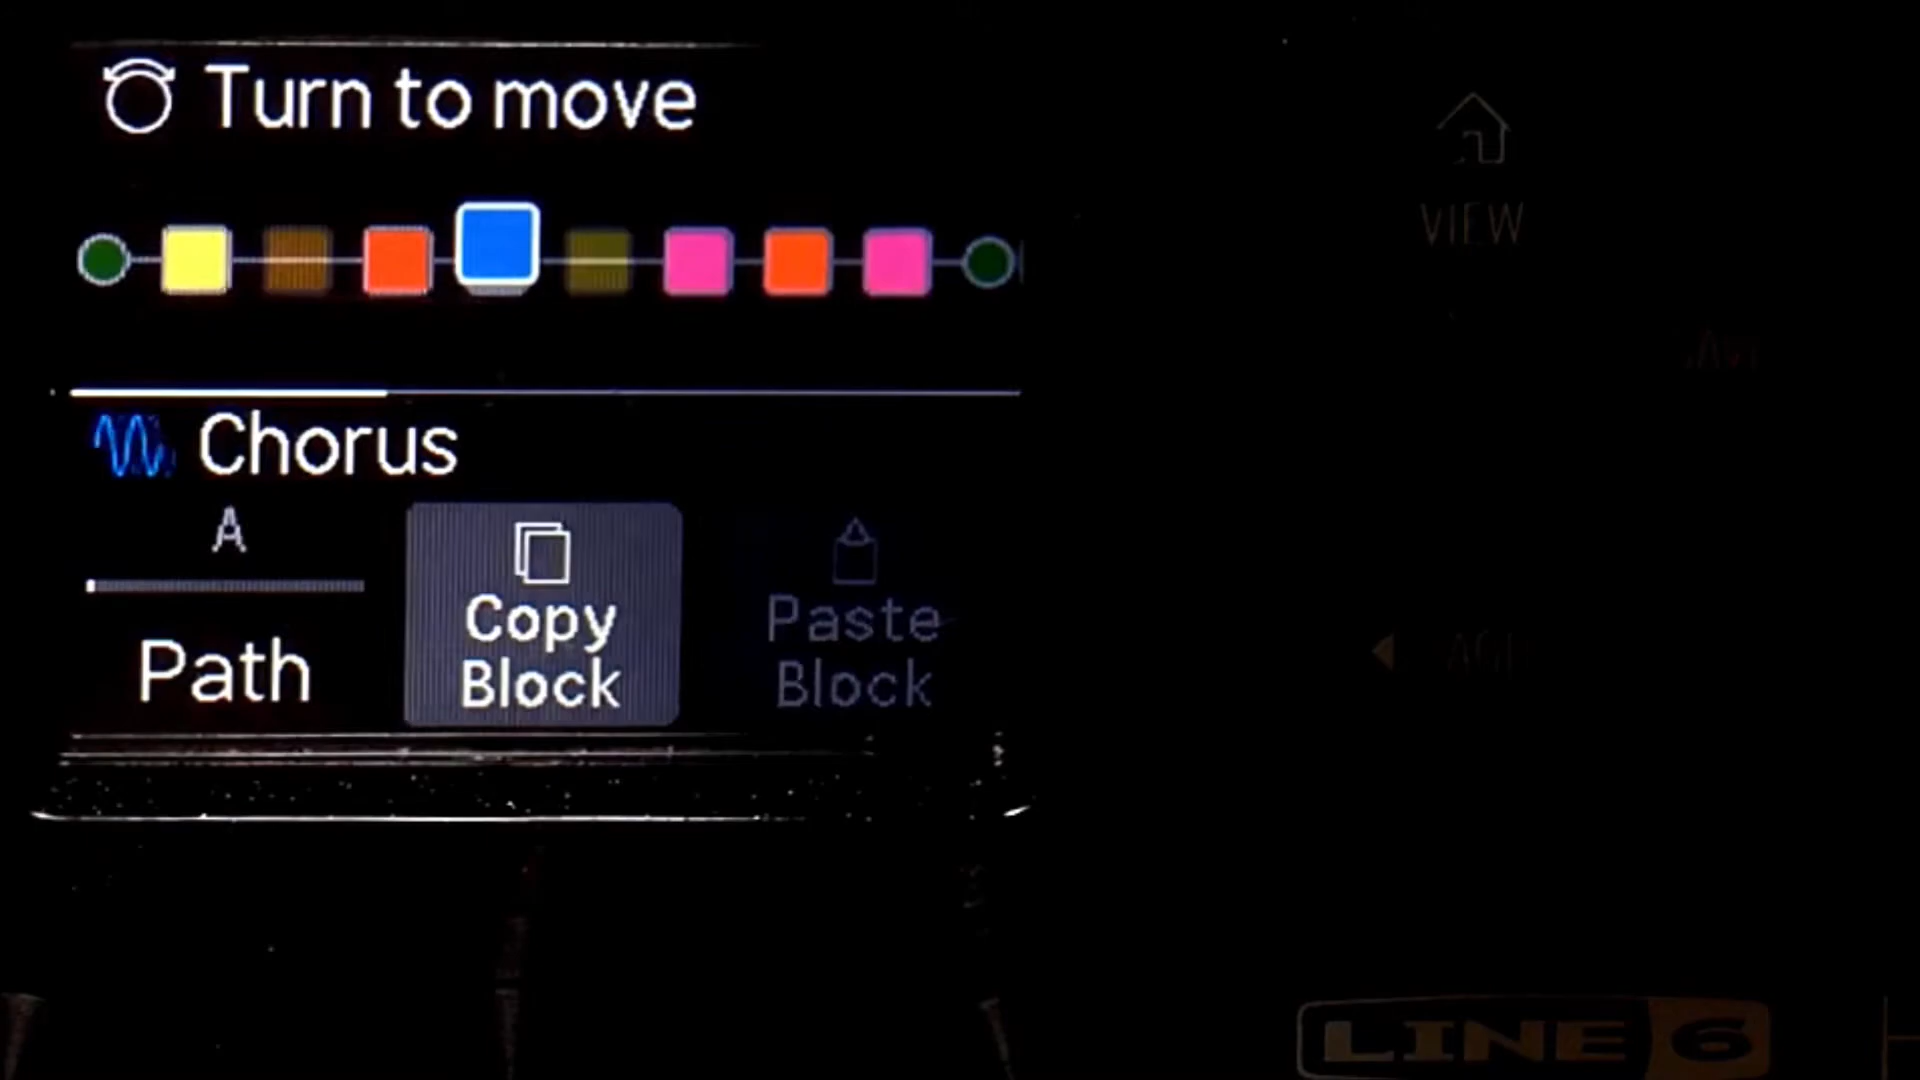 Turn to move
VIEW
Chorus
A
Copy
Block
Paste
Block
Path
LINE 6